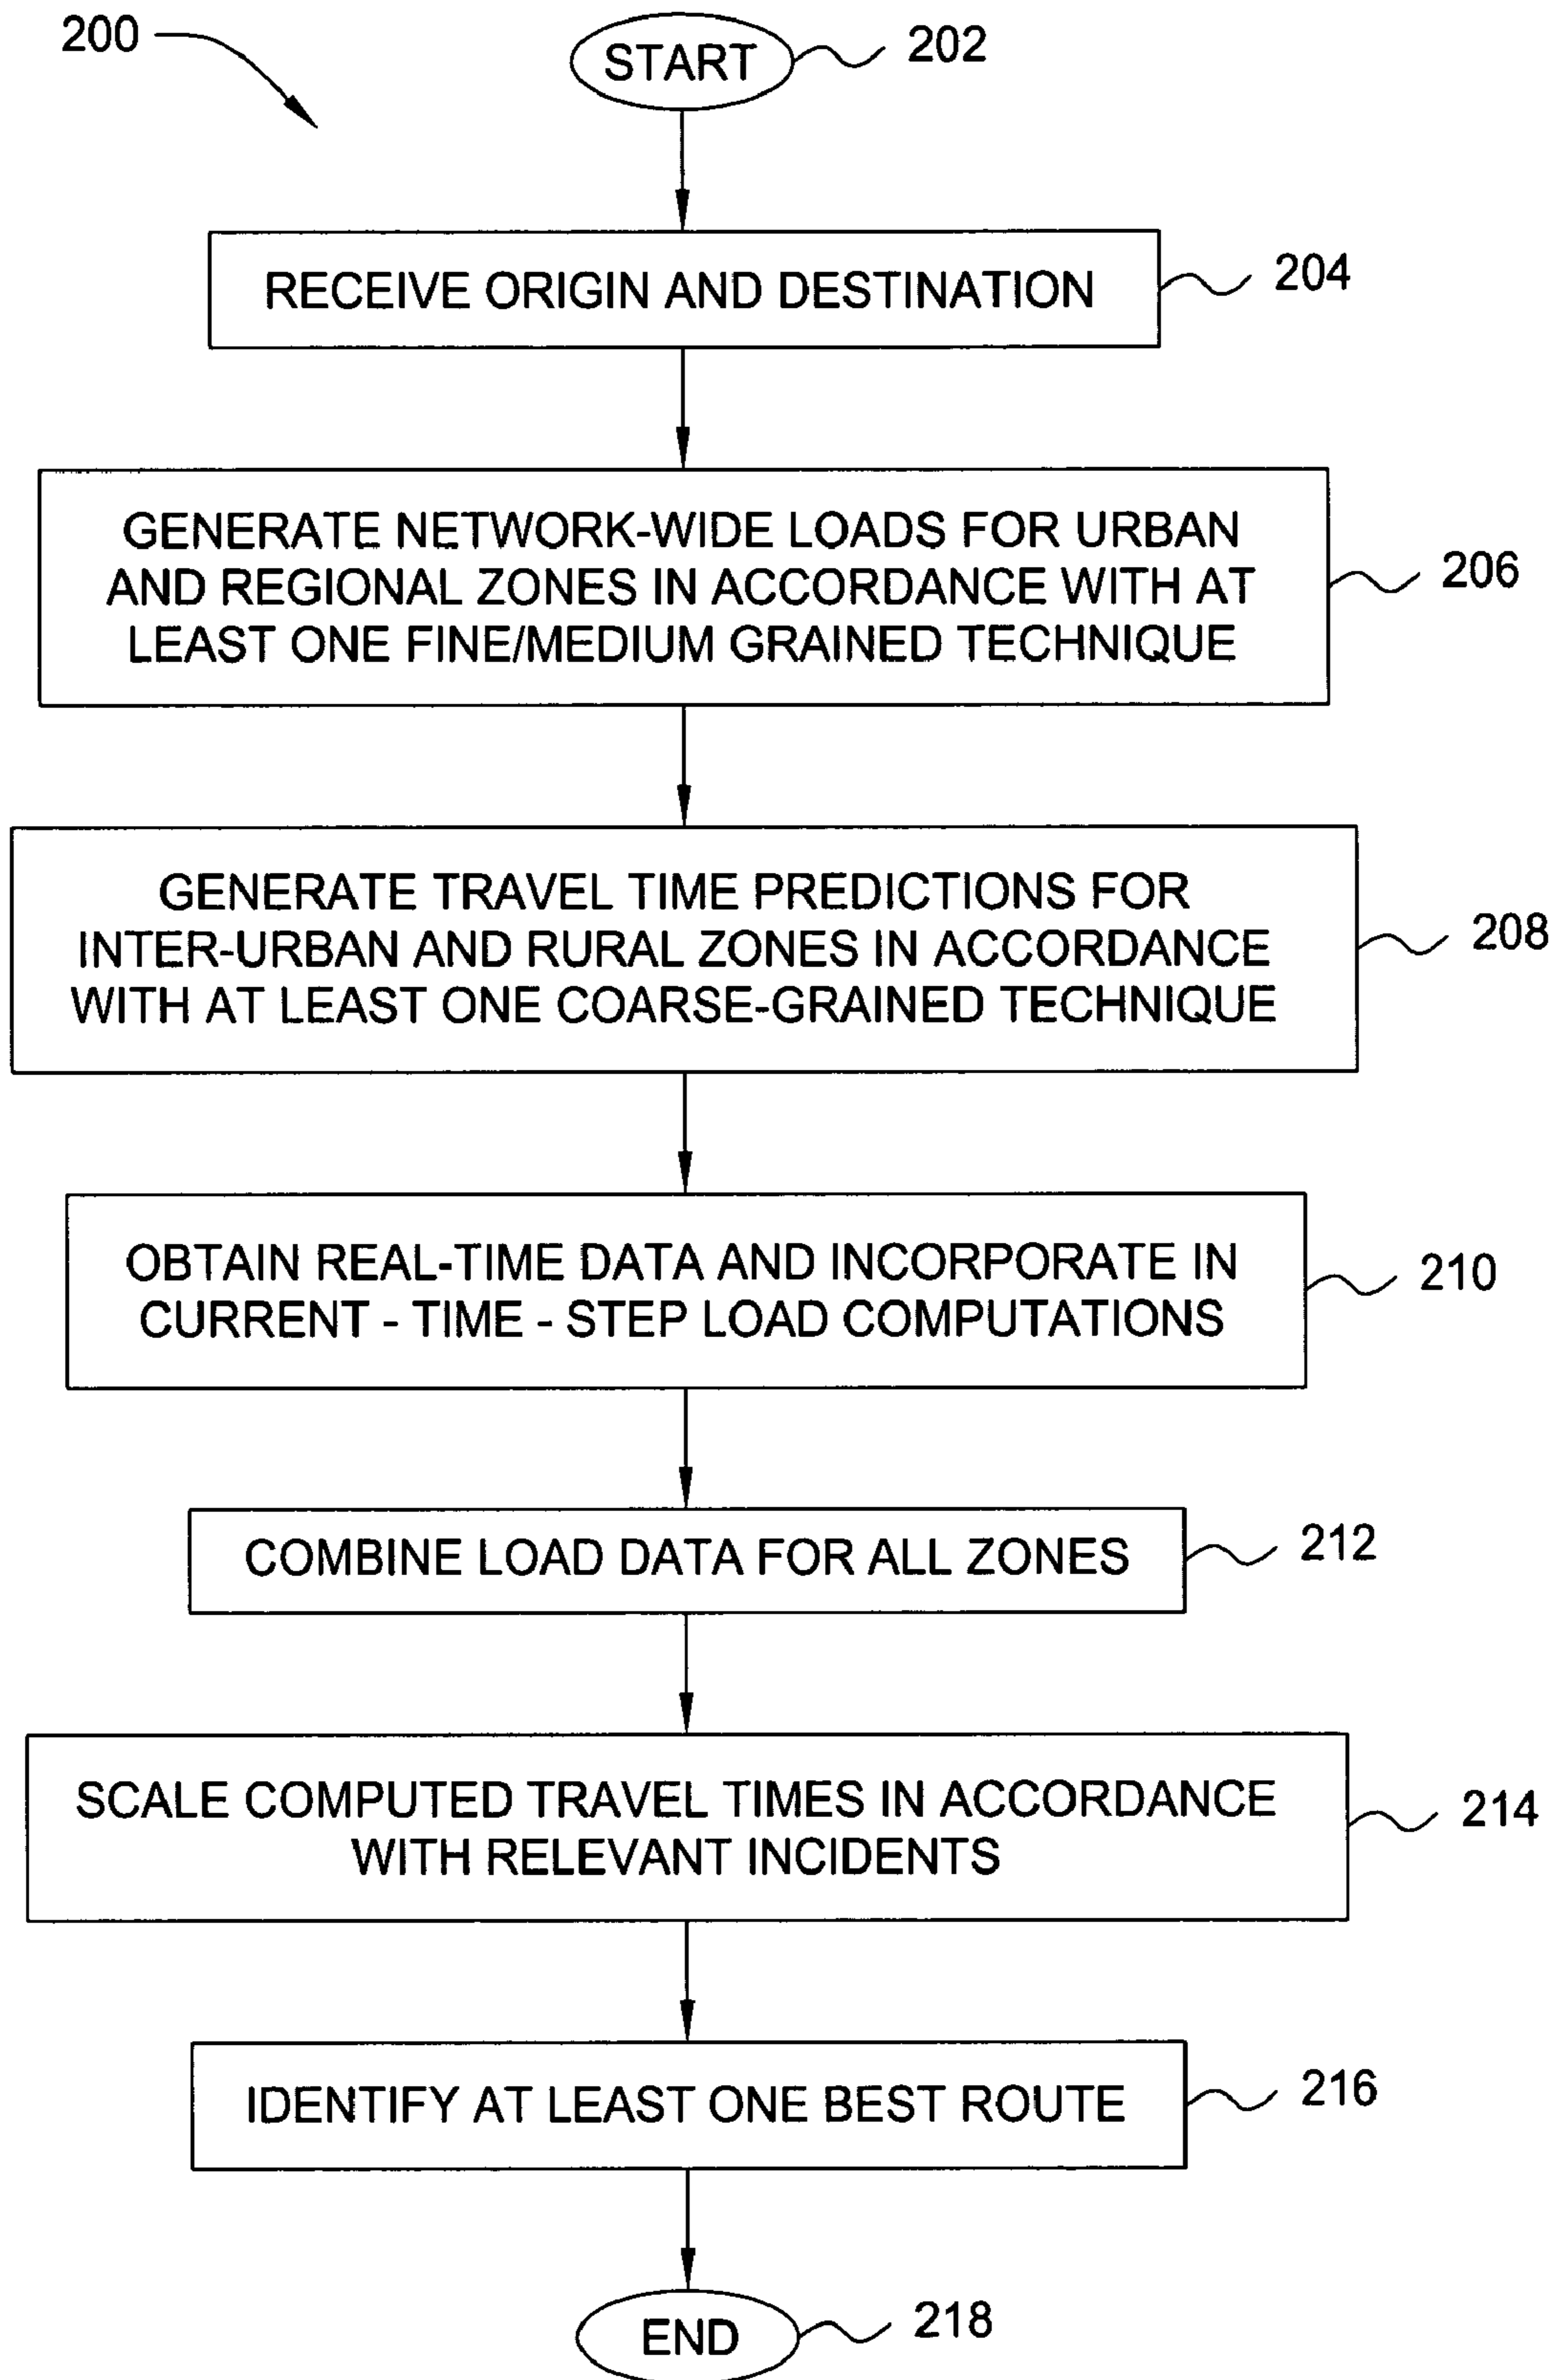 200
START
202
RECEIVE ORIGIN AND DESTINATION
204
GENERATE NETWORK-WIDE LOADS FOR URBAN
AND REGIONAL ZONES IN ACCORDANCE WITH AT
LEAST ONE FINE/MEDIUM GRAINED TECHNIQUE
206
GENERATE TRAVEL TIME PREDICTIONS FOR
INTER-URBAN AND RURAL ZONES IN ACCORDANCE
WITH AT LEAST ONE COARSE-GRAINED TECHNIQUE
208
OBTAIN REAL-TIME DATA AND INCORPORATE IN
CURRENT - TIME - STEP LOAD COMPUTATIONS
210
COMBINE LOAD DATA FOR ALL ZONES
212
SCALE COMPUTED TRAVEL TIMES IN ACCORDANCE
WITH RELEVANT INCIDENTS
214
IDENTIFY AT LEAST ONE BEST ROUTE
216
END
218